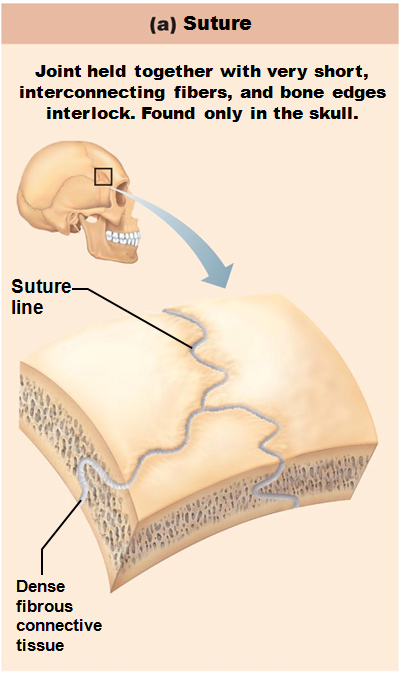 (a) Suture
Joint held together with very short,
interconnecting fibers, and bone edges
interlock. Found only in the skull.
Suture
line
Dense
fibrous
connective
tissue